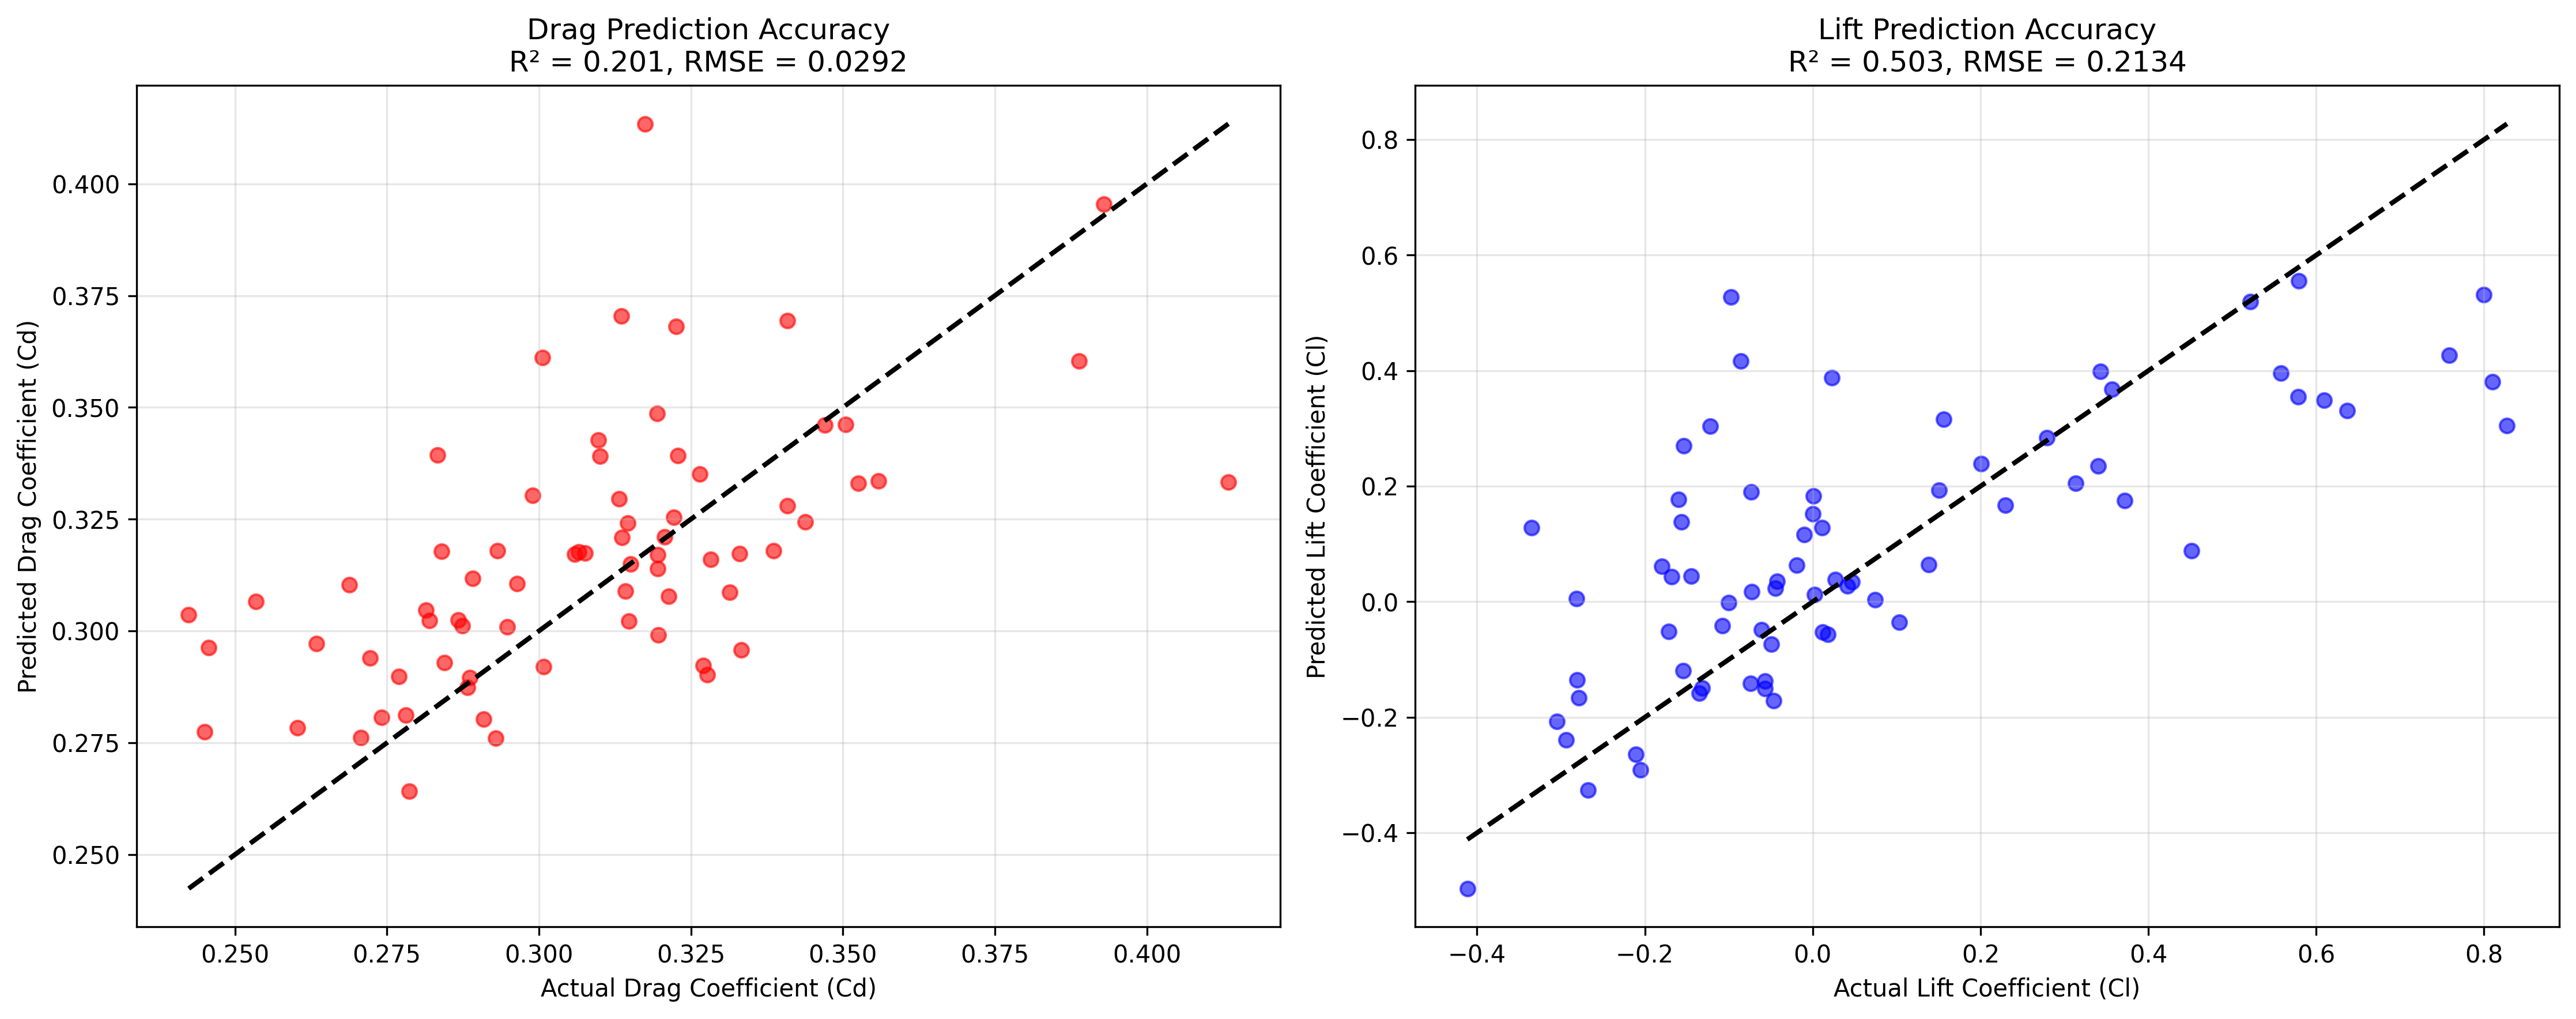 Drag Prediction Accuracy
R² = 0.201, RMSE = 0.0292
Predicted Drag Coefficient (Cd)
0.400
0.375
0.350
0.325
0.300
0.275
0.250
0.250 0.275 0.300 0.325 0.350 0.375 0.400
Actual Drag Coefficient (Cd)
Lift Prediction Accuracy
R² = 0.503, RMSE = 0.2134
Predicted Lift Coefficient (Cl)
0.8
0.6
0.4
0.2
0.0
−0.2
−0.4
−0.4 −0.2 0.0 0.2 0.4 0.6 0.8
Actual Lift Coefficient (Cl)